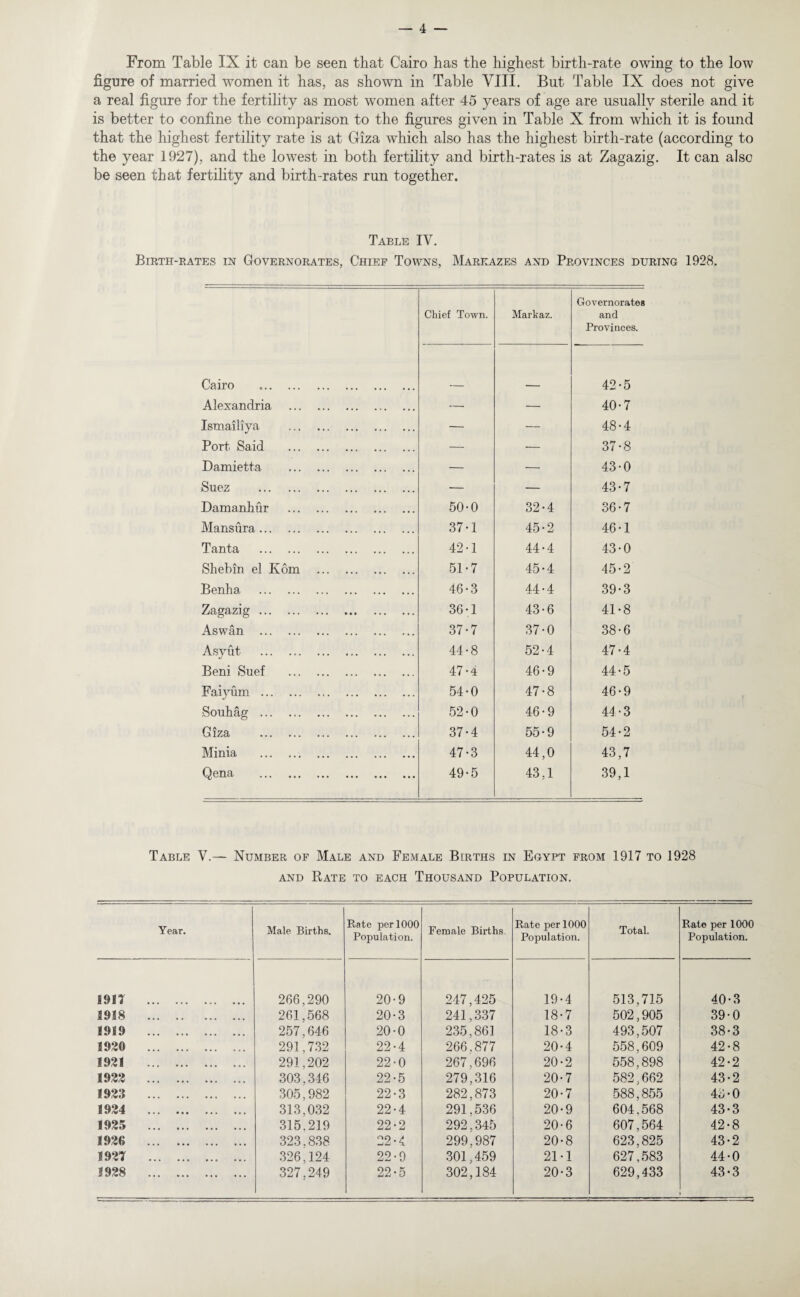 — 4 —
From Table IX it can be seen that Cairo has the highest birth-rate owing to the low
figure of married women it has, as shown in Table VIII. But Table IX does not give
a real figure for the fertility as most women after 45 years of age are usually sterile and it
is better to confine the comparison to the figures given in Table X from which it is found
that the highest fertility rate is at Gîza which also has the highest birth-rate (according to
the year 1927), and the lowest in both fertility and birth-rates is at Zagazig. It can also
be seen that fertility and birth-rates run together.
Table IV.
Birth-rates in Governorates, Chief Towns, Markazes and Provinces during 1928.
Chief Town. Markaz. Governorates and Provinces.
Cairo ... ... ... ... ... ... — — 42·5
Alexandria ... ... ... ... ... — — 40·7
Ismailîya ... ... ... ... ... — — 48·4
Port Said ... ... ... ... ... — — 37·8
Damietta ... ... ... ... ... — — 43·0
Suez ... ... ... ... ... ... — — 43·7
Damanhûr ... ... ... ... ... 50·0 32·4 36·7
Mansûra ... ... ... ... ... ... 37·1 45·2 46·1
Tanta ... ... ... ... ... ... 42·1 44·4 43·0
Shebîn el Kôm ... ... ... ... 51·7 45·4 45·2
Benha ... ... ... ... ... ... 46·3 44·4 39·3
Zagazig ... ... ... ... ... ... 36·1 43·6 41·8
Aswân ... ... ... ... ... ... 37·7 37·0 38·6
Asyût ... ... ... ... ... ... 44·8 52·4 47·4
Beni Suef ... ... ... ... ... 47·4 46·9 44·5
Faiyûm ... ... ... ... ... ... 54·0 47·8 46·9
Souhâg ... ... ... ... ... ... 52·0 46·9 44·3
Gîza ... ... ... ... ... ... 37·4 55·9 54·2
Minia ... ... ... ... ... ... 47·3 44,0 43,7
Qena ... ... ... ... ... ... 49·5 43,1 39,1
Table V.— Number of Male and Female Births in Egypt from 1917 to 1928
and Rate to each Thousand Population.
Year. Male Births. Rate per 1000 Population. Female Births. Rate per 1000 Population. Total. Rate per 1000 Population.
1917 ... ... ... ... 266,290 20·9 247,425 19·4 513,715 40·3
1918 ... .. ... ... 261,568 20·3 241,337 18·7 502,905 39·0
1919 ... ... ... ... 257,646 20·0 235,861 18·3 493,507 38·3
1920 ... ... ... ... 291,732 22·4 266,877 20·4 558,609 42·8
1921 ... ... ... ... 291,202 22·0 267,696 20·2 558,898 42·2
1922 ... ... ... ... 303,346 22·5 279,316 20·7 582,662 43·2
1923 ... ... ... ... 305,982 22·3 282,873 20·7 588,855 43·0
1924 ... ... ... ... 313,032 22·4 291,536 20·9 604,568 43·3
1925 ... ... ... ... 315,219 22·2 292,345 20·6 607,564 42·8
1926 ... ... ... ... 323,838 22·4 299,987 20·8 623,825 43·2
1927 ... ... ... ... 326,124 22·9 301,459 21·1 627,583 44·0
1928 ... ... ... ... 327,249 22·5 302,184 20·3 629,433 43·3